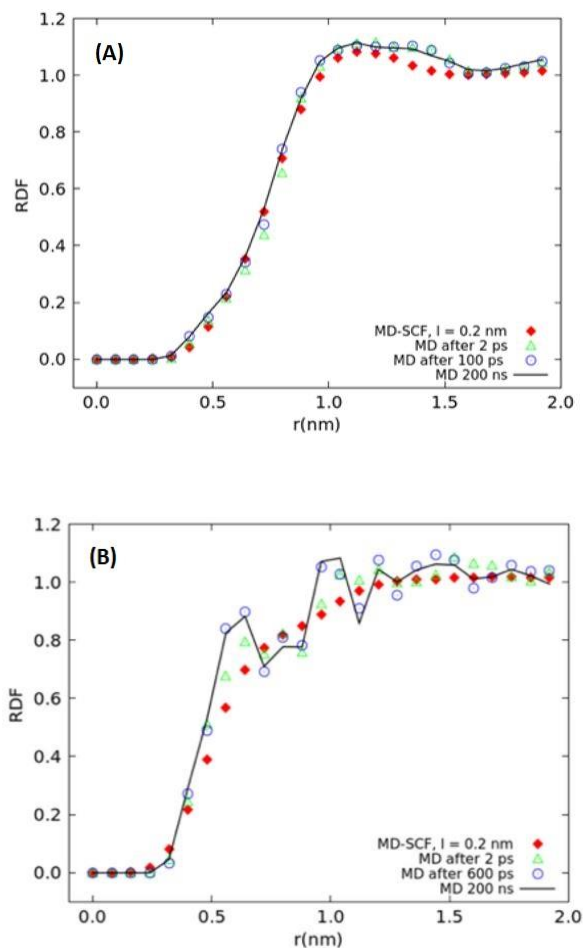 (A)
1.2
1.0
0.8
0.6
0.4
0.2
0.0
RDF
MD-SCF, l = 0.2 nm
MD after 2 ps
MD after 100 ps
MD 200 ns
0.0 0.5 1.0 1.5 2.0
r(nm)
(B)
1.2
1.0
0.8
0.6
0.4
0.2
0.0
RDF
MD-SCF, l = 0.2 nm
MD after 2 ps
MD after 600 ps
MD 200 ns
0.0 0.5 1.0 1.5 2.0
r(nm)